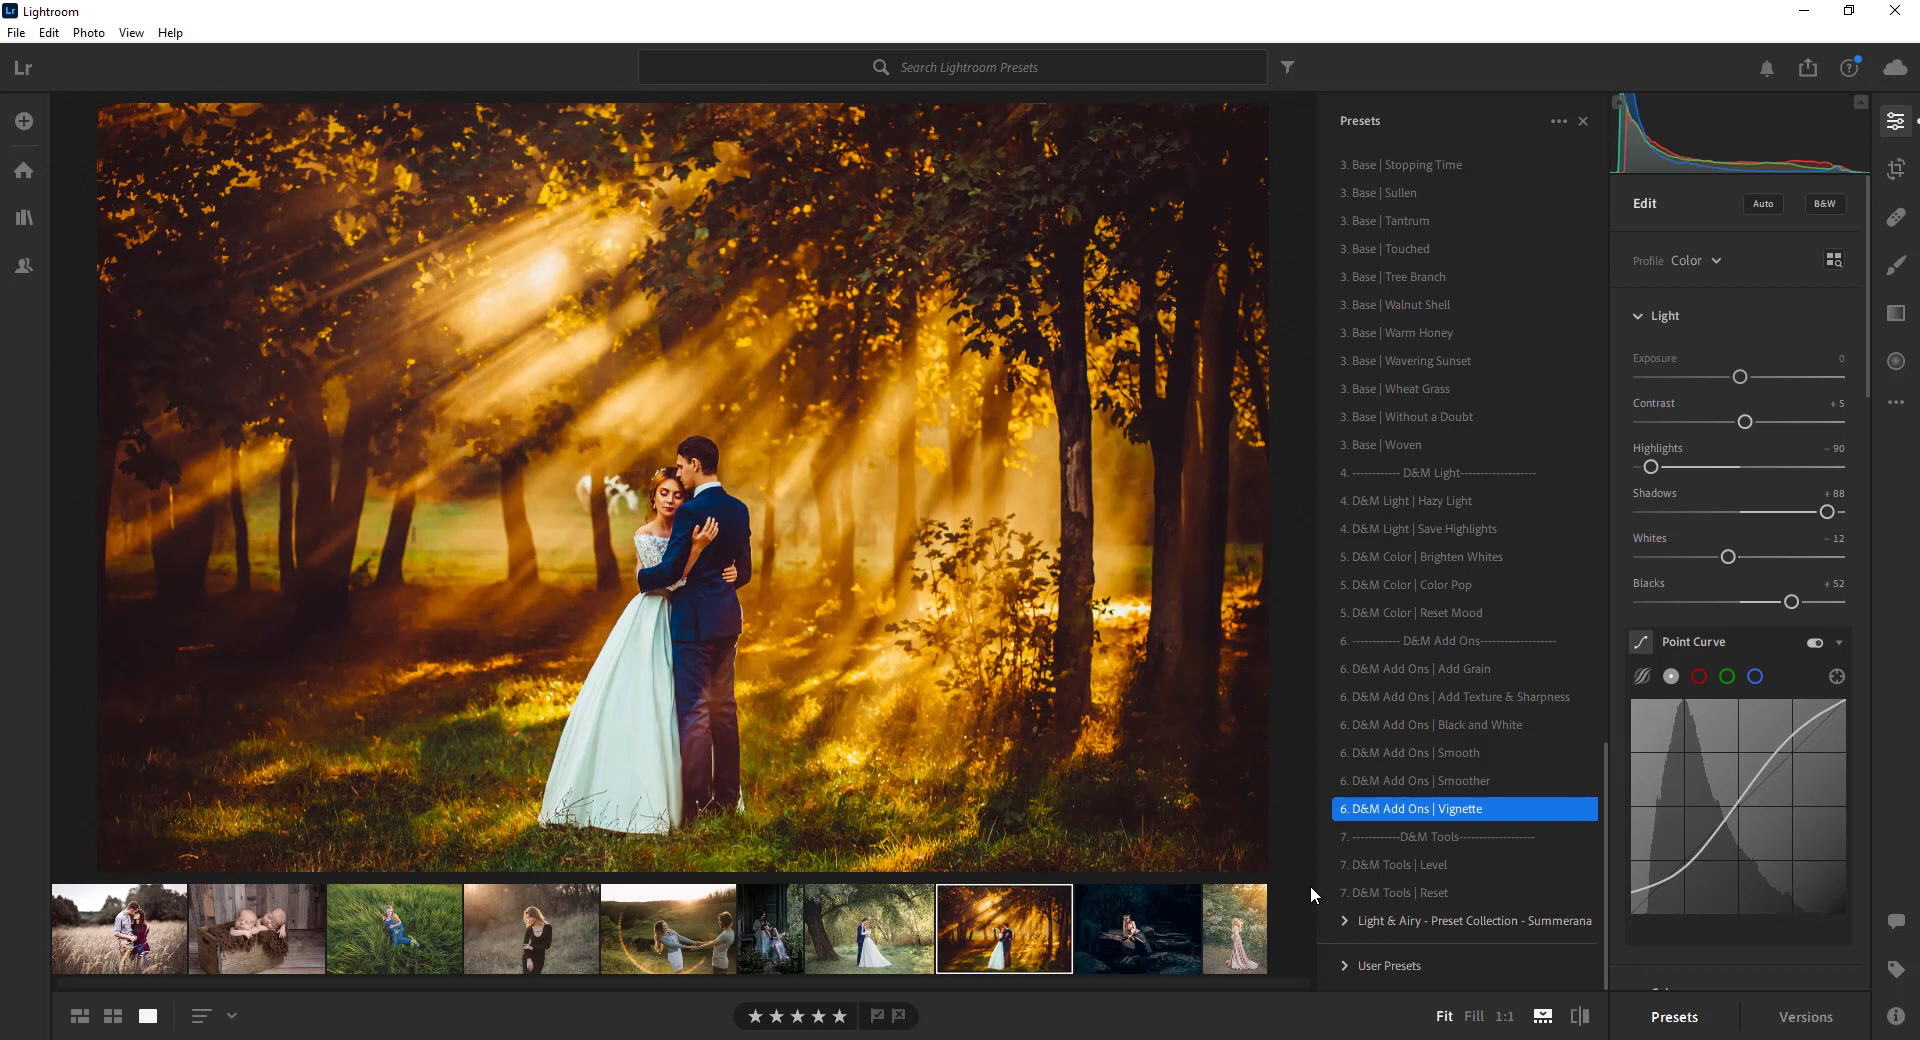 Lr Lightroom
File Edit Photo View Help
Lr
Search Lightroom Presets
Presets
3. Base | Stopping Time
3. Base | Sullen
3. Base | Tantrum
3. Base | Touched
3. Base | Tree Branch
3. Base | Walnut Shell
3. Base | Warm Honey
3. Base | Wavering Sunset
3. Base | Wheat Grass
3. Base | Without a Doubt
3. Base | Woven
4. ------------ D&M Light-------------------
4. D&M Light | Hazy Light
4. D&M Light | Save Highlights
5. D&M Color | Brighten Whites
5. D&M Color | Color Pop
5. D&M Color | Reset Mood
6. ------------ D&M Add Ons-------------------
6. D&M Add Ons | Add Grain
6. D&M Add Ons | Add Texture & Sharpness
6. D&M Add Ons | Black and White
6. D&M Add Ons | Smooth
6. D&M Add Ons | Smoother
6. D&M Add Ons | Vignette
7. ------------D&M Tools-------------------
7. D&M Tools | Level
7. D&M Tools | Reset
Light & Airy - Preset Collection - Summerana
User Presets
Edit Auto B&W
Profile Color
Light
Exposure 0
Contrast + 5
Highlights - 90
Shadows + 88
Whites - 12
Blacks + 52
Point Curve
Fit Fill 1:1
Presets Versions